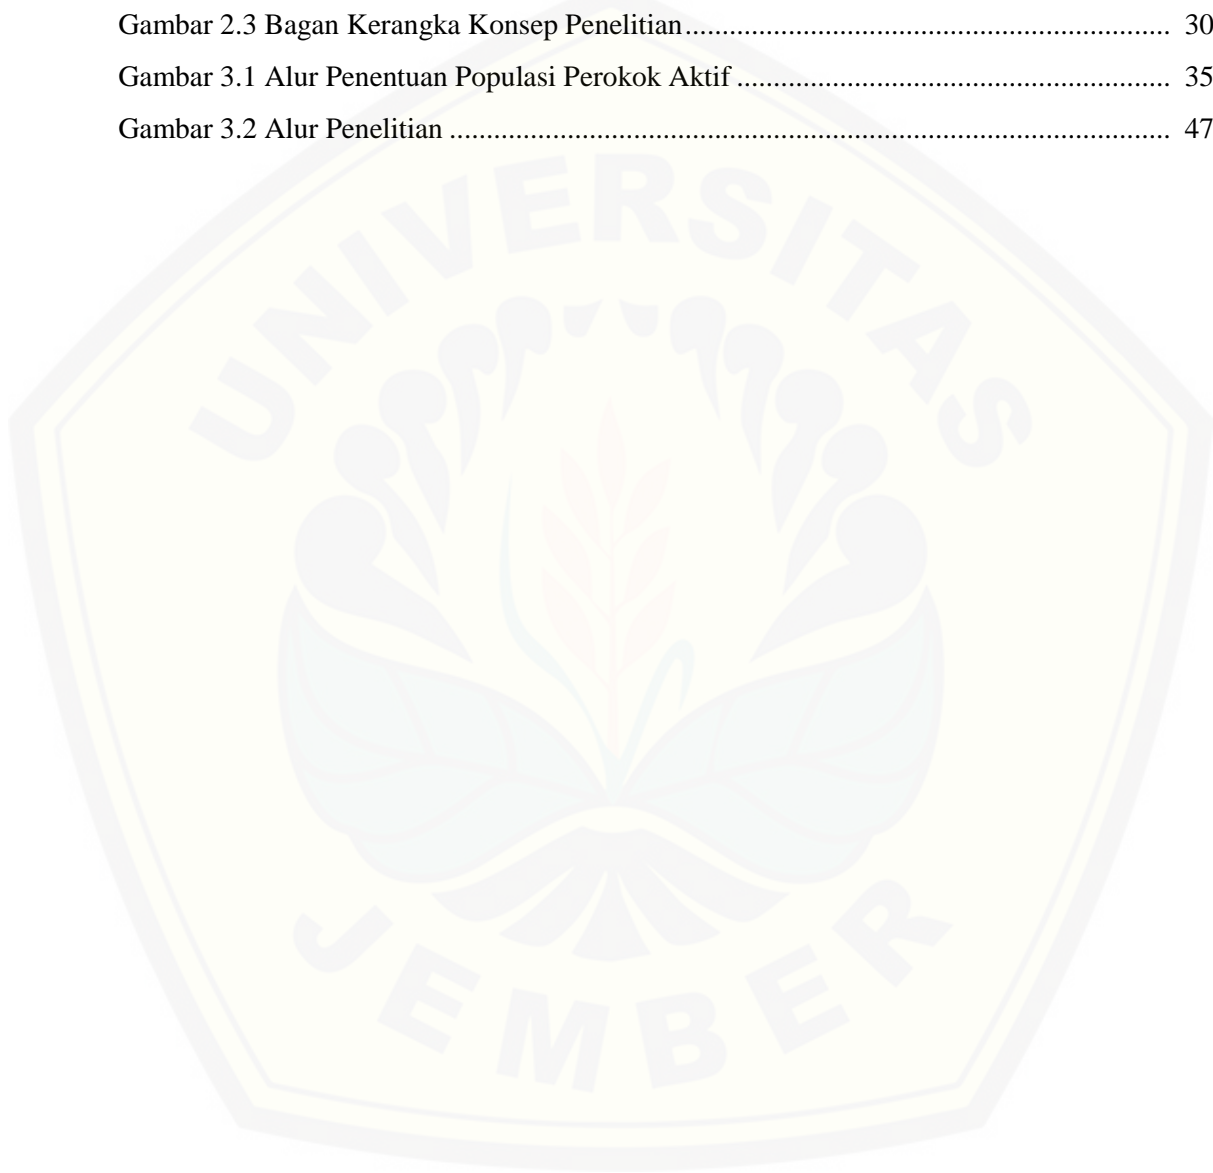 Gambar 2.3 Bagan Kerangka Konsep Penelitian................................................................. 30
Gambar 3.1 Alur Penentuan Populasi Perokok Aktif .......................................................... 35
Gambar 3.2 Alur Penelitian ................................................................................................ 47
UNIVERSITAS
JEMBER